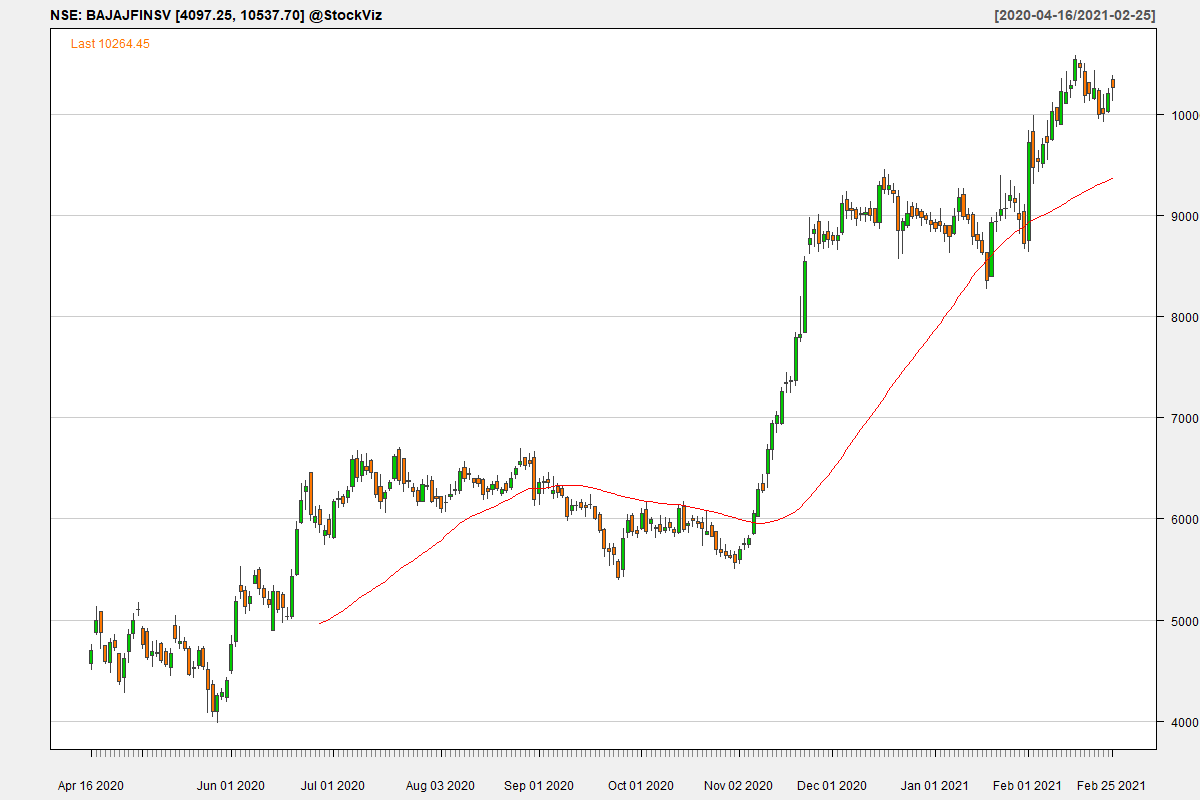 NSE: BAJAJFINSV [4097.25, 10537.70] @StockViz [2020-04-16/2021-02-25]
Last 10264.45
10000
9000
8000
7000
6000
5000
4000
Apr 16 2020 Jun 01 2020 Jul 01 2020 Aug 03 2020 Sep 01 2020 Oct 01 2020 Nov 02 2020 Dec 01 2020 Jan 01 2021 Feb 01 2021 Feb 25 2021